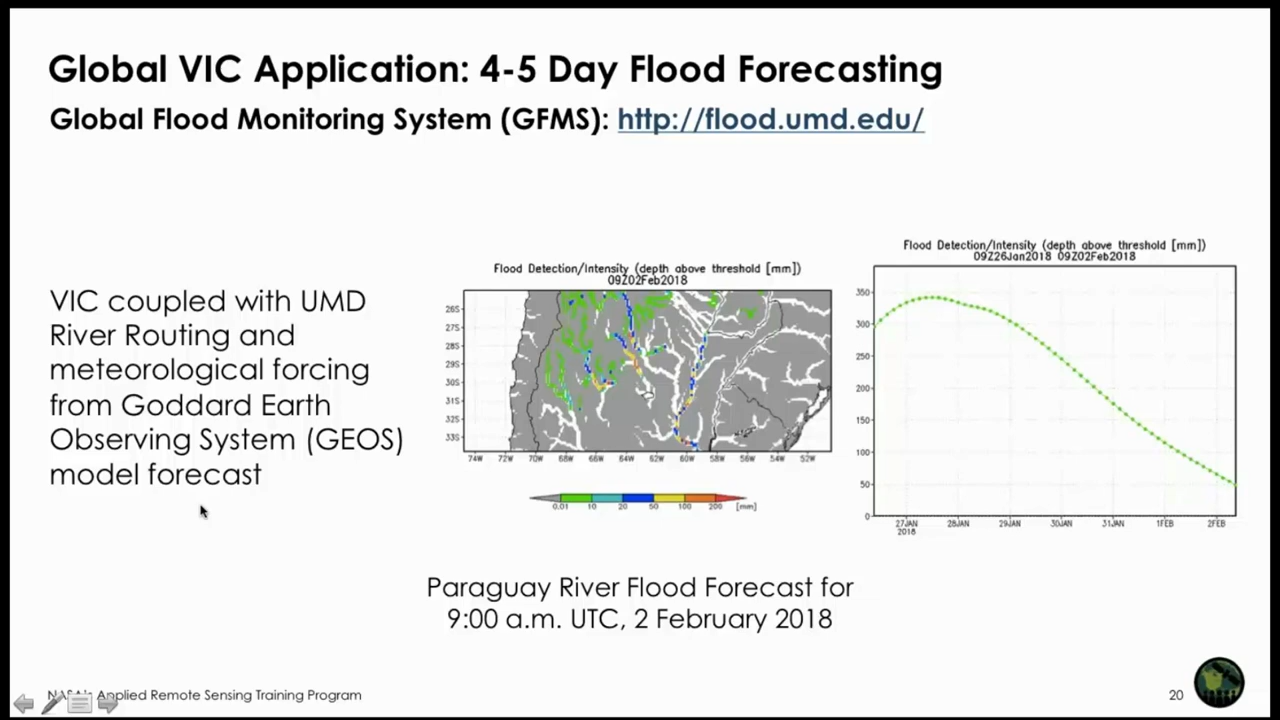 Global VIC Application: 4-5 Day Flood Forecasting
Global Flood Monitoring System (GFMS): http://flood.umd.edu/
VIC coupled with UMD
River Routing and
meteorological forcing
from Goddard Earth
Observing System (GEOS)
model forecast
Flood Detection/Intensity (depth above threshold [mm])
09Z02Feb2018
26S
27S
28S
29S
30S
31S
32S
33S
74W 72W 70W 68W 66W 64W 62W 60W 58W 56W 54W 52W
0.01 10 20 50 100 200 [mm]
Flood Detection/Intensity (depth above threshold [mm])
09Z26Jan2018 09Z02Feb2018
350
300
250
200
150
100
50
0
27JAN 28JAN 29JAN 30JAN 31JAN 1FEB 2FEB
2018
Paraguay River Flood Forecast for
9:00 a.m. UTC, 2 February 2018
NASA's Applied Remote Sensing Training Program
20